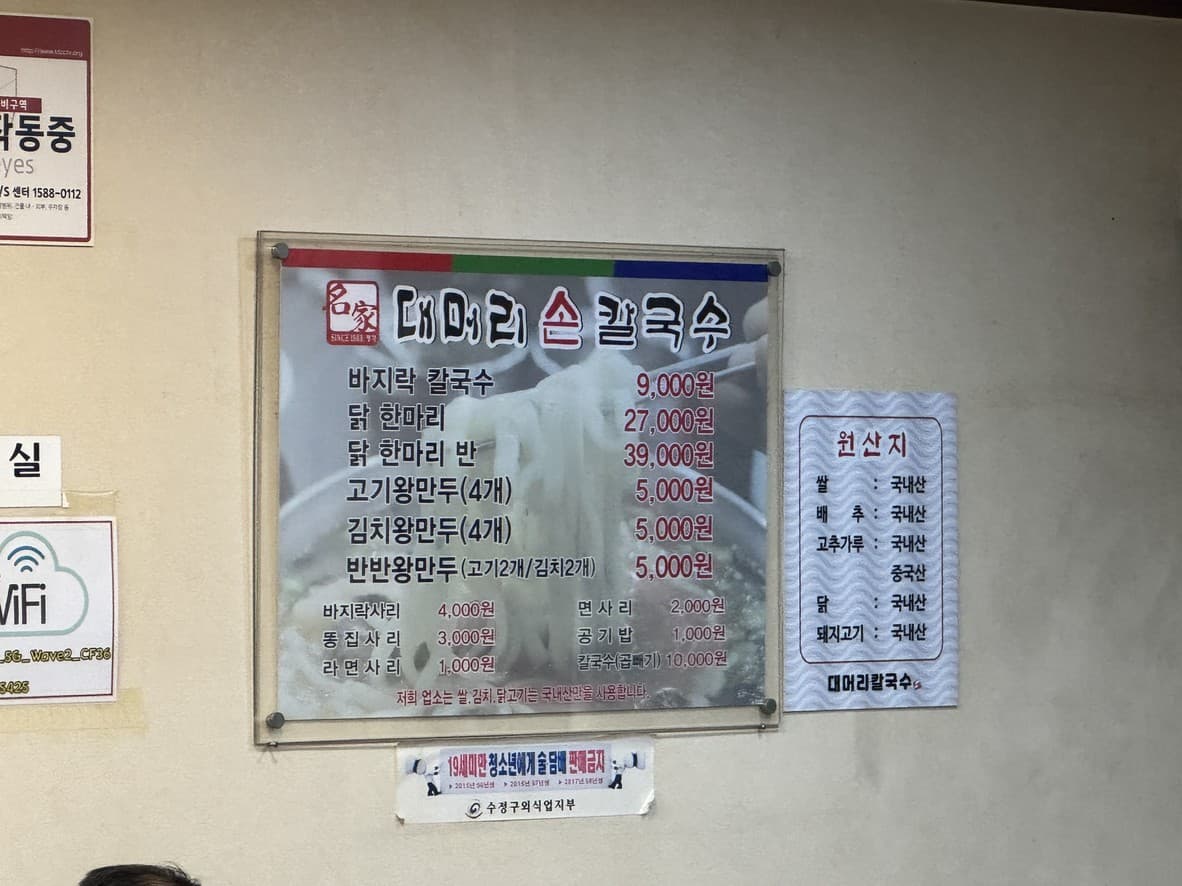 http://www.
비구역
작동중
eyes
/S 센터 1588-0112
실
WiFi
_5G_Wave2_CF36
5425
名家
SINCE 1988
대머리 손 칼국수
바지락 칼국수 9,000원
닭 한마리 27,000원
닭 한마리 반 39,000원
고기왕만두(4개) 5,000원
김치왕만두(4개) 5,000원
반반왕만두(고기2개/김치2개) 5,000원
바지락사리 4,000원 면사리 2,000원
똥집사리 3,000원 공기밥 1,000원
라면사리 1,000원 칼국수(곱빼기) 10,000원
저희 업소는 쌀.김치.닭고기는 국내산만을 사용합니다.
원산지
쌀 : 국내산
배 추 : 국내산
고추가루 : 국내산
중국산
닭 : 국내산
돼지고기 : 국내산
대머리칼국수
19세미만 청소년에게 술 담배 판매금지
수정구외식업지부